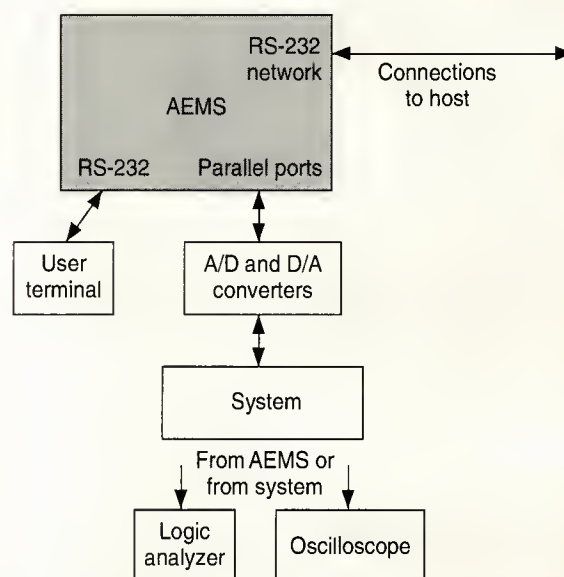 RS-232
network
Connections
to host
AEMS
RS-232
Parallel ports
User
terminal
A/D and D/A
converters
System
From AEMS or
from system
Logic
analyzer
Oscilloscope